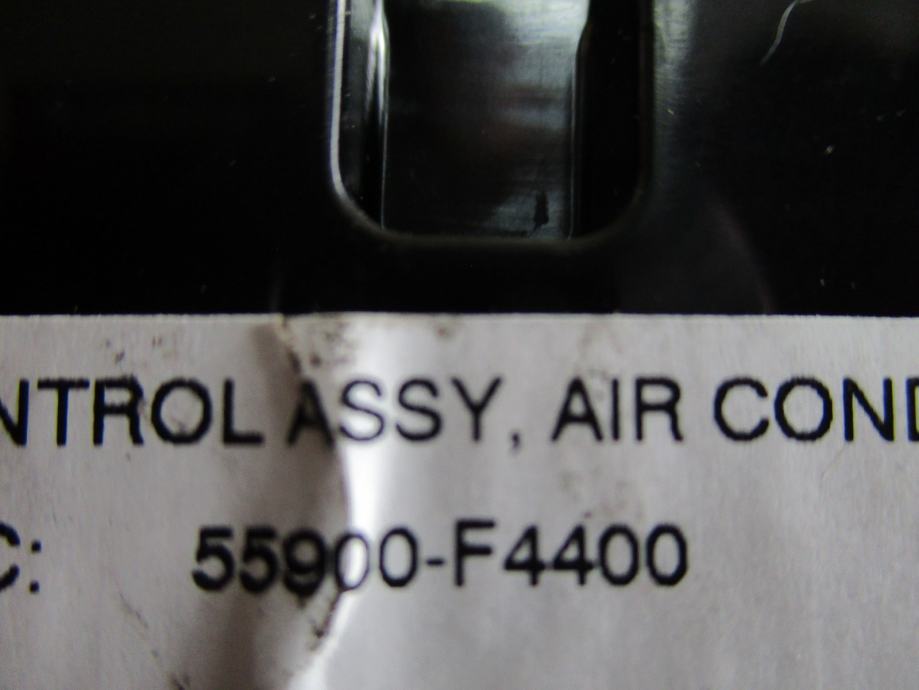 NTROL ASSY, AIR COND
C: 55900-F4400